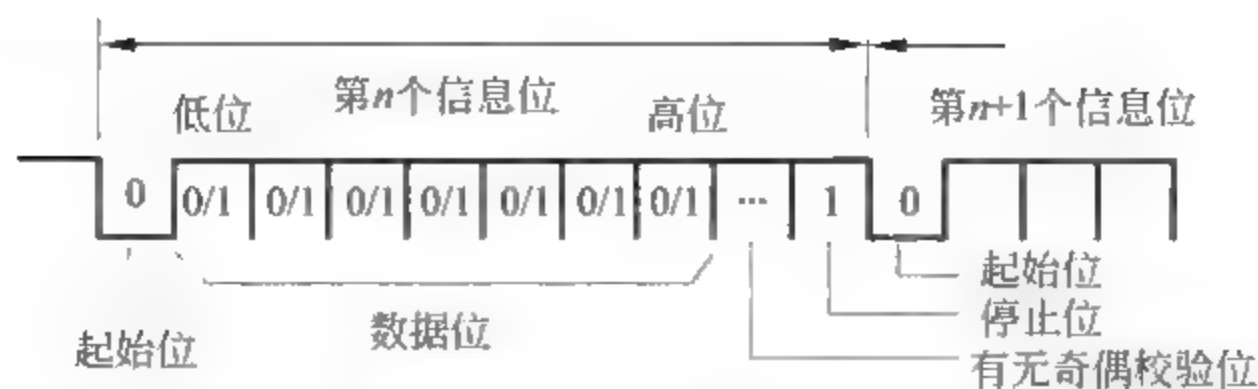 第n个信息位
低位
高位
第n+1个信息位
0 0/1 0/1 0/1 0/1 0/1 0/1 0/1 ... 1 0
起始位
数据位
起始位
停止位
有无奇偶校验位